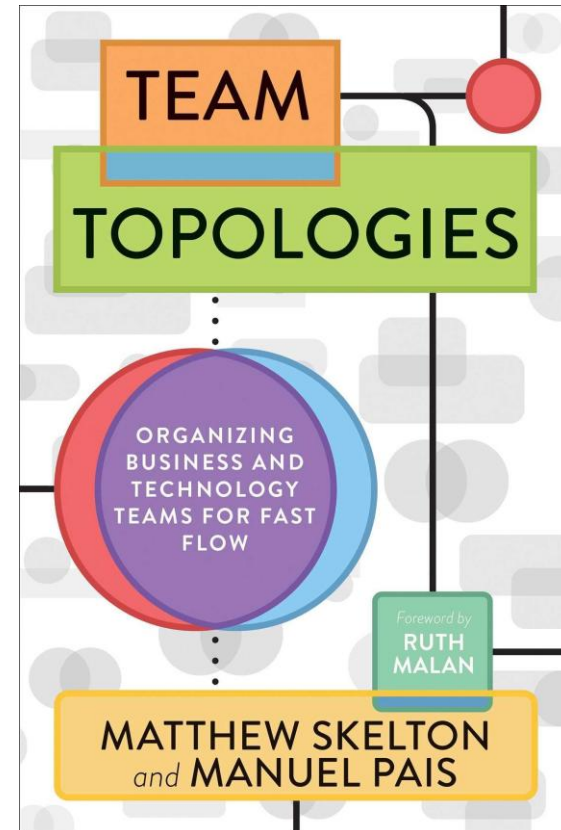 TEAM
TOPOLOGIES
ORGANIZING
BUSINESS AND
TECHNOLOGY
TEAMS FOR FAST
FLOW
Foreword by
RUTH
MALAN
MATTHEW SKELTON
and MANUEL PAIS